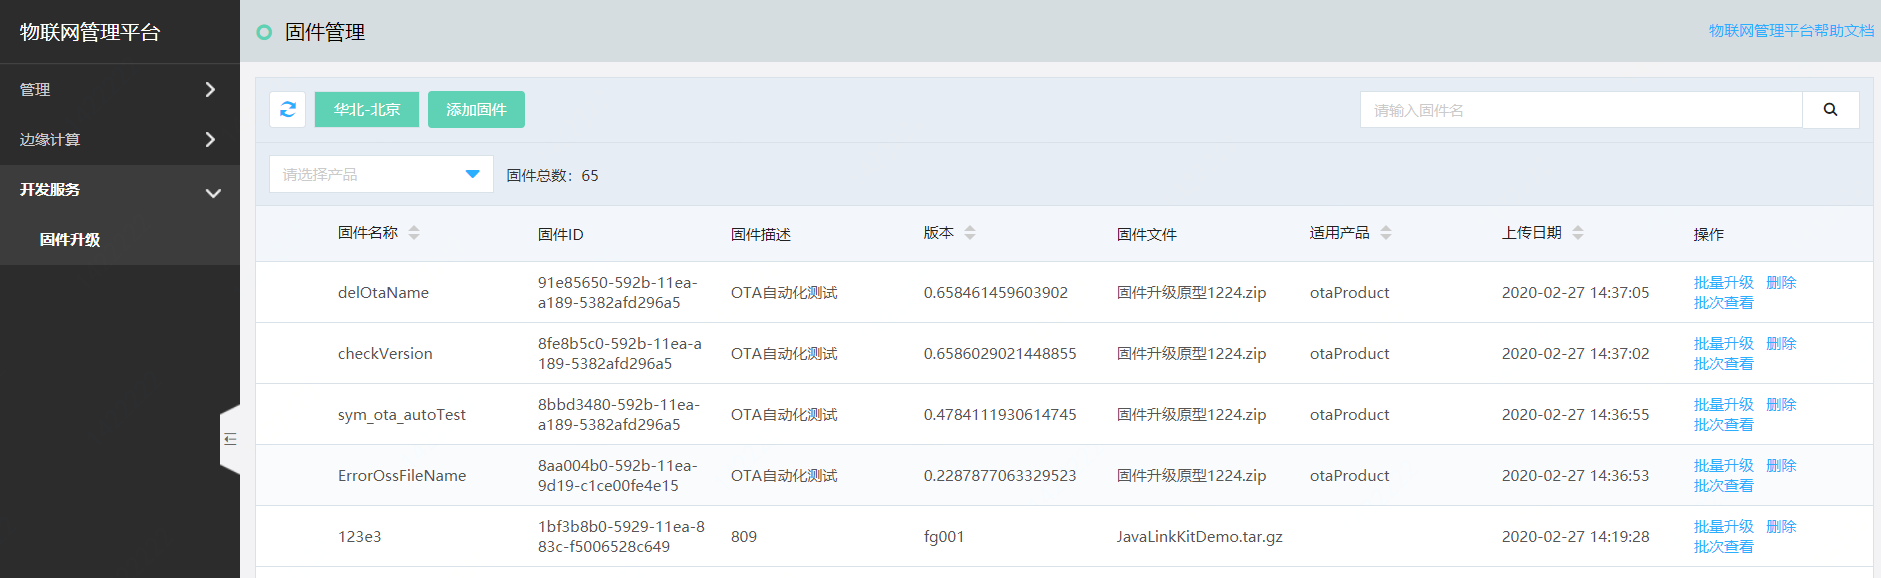 物联网管理平台
管理
边缘计算
开发服务
固件升级
固件管理
物联网管理平台帮助文档
华北-北京 添加固件 请输入固件名
请选择产品 固件总数：65
固件名称 固件ID 固件描述 版本 固件文件 适用产品 上传日期 操作
delOtaName 91e85650-592b-11ea-a189-5382afd296a5 OTA自动化测试 0.658461459603902 固件升级原型1224.zip otaProduct 2020-02-27 14:37:05 批量升级 删除 批次查看
checkVersion 8fe8b5c0-592b-11ea-a189-5382afd296a5 OTA自动化测试 0.6586029021448855 固件升级原型1224.zip otaProduct 2020-02-27 14:37:02 批量升级 删除 批次查看
sym_ota_autoTest 8bbd3480-592b-11ea-a189-5382afd296a5 OTA自动化测试 0.4784111930614745 固件升级原型1224.zip otaProduct 2020-02-27 14:36:55 批量升级 删除 批次查看
ErrorOssFileName 8aa004b0-592b-11ea-9d19-c1ce00fe4e15 OTA自动化测试 0.2287877063329523 固件升级原型1224.zip otaProduct 2020-02-27 14:36:53 批量升级 删除 批次查看
123e3 1bf3b8b0-5929-11ea-883c-f5006528c649 809 fg001 JavaLinkKitDemo.tar.gz 2020-02-27 14:19:28 批量升级 删除 批次查看